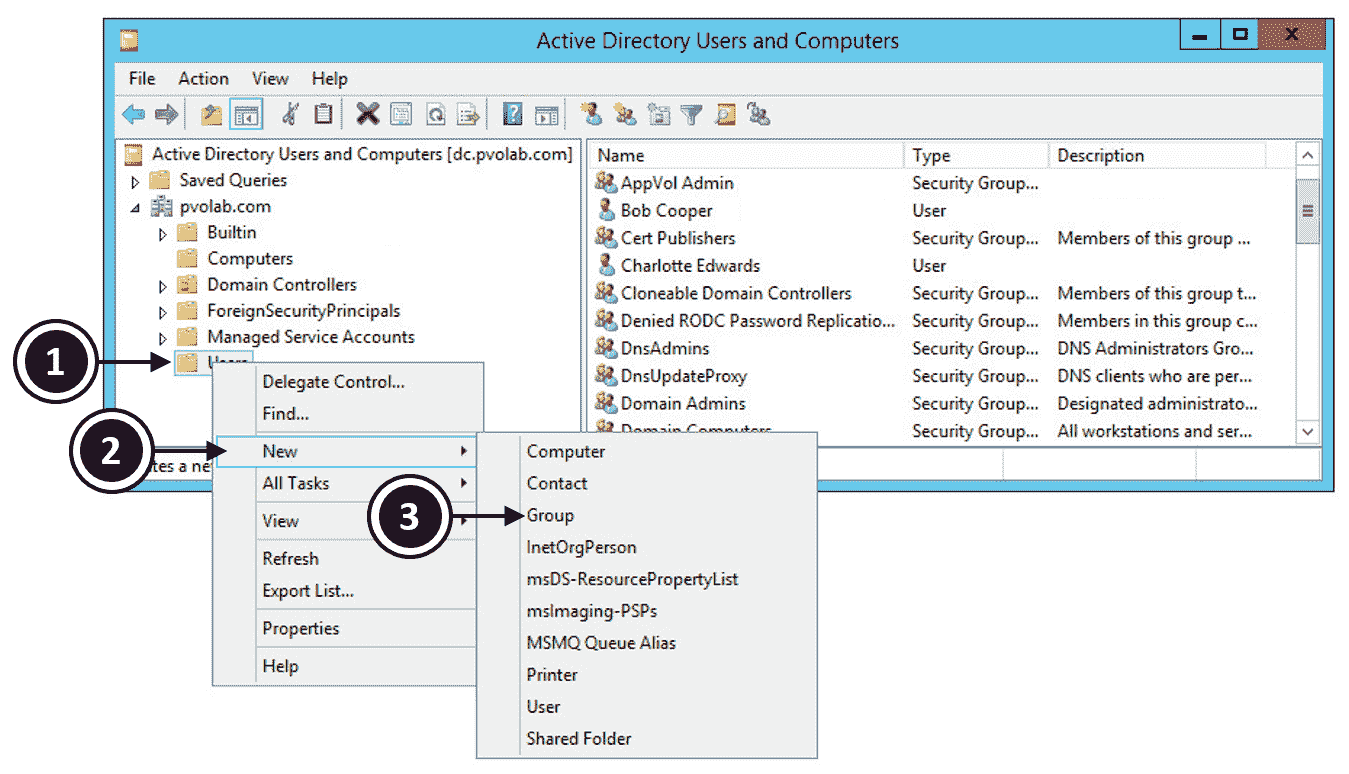 Active Directory Users and Computers
File Action View Help
Active Directory Users and Computers [dc.pvolab.com]
Saved Queries
pvolab.com
Builtin
Computers
Domain Controllers
ForeignSecurityPrincipals
Managed Service Accounts
1
Users
Name Type Description
AppVol Admin Security Group...
Bob Cooper User
Cert Publishers Security Group... Members of this group ...
Charlotte Edwards User
Cloneable Domain Controllers Security Group... Members of this group t...
Denied RODC Password Replicatio... Security Group... Members in this group c...
DnsAdmins Security Group... DNS Administrators Gro...
DnsUpdateProxy Security Group... DNS clients who are per...
Domain Admins Security Group... Designated administrato...
Domain Computers Security Group... All workstations and ser...
Delegate Control...
Find...
2
New
All Tasks
View
Refresh
Export List...
Properties
Help
Computer
Contact
3
Group
InetOrgPerson
msDS-ResourcePropertyList
msImaging-PSPs
MSMQ Queue Alias
Printer
User
Shared Folder